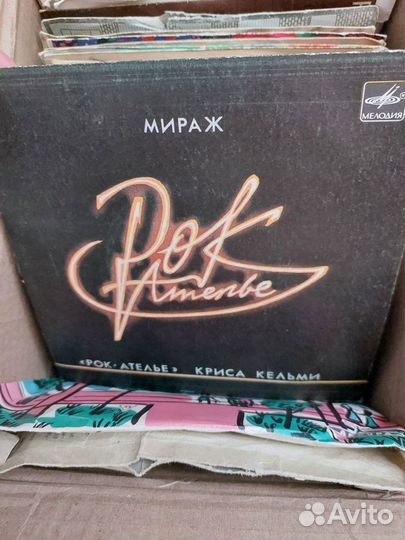 МЕЛОДИЯ
МИРАЖ
Рок
Ателье
«РОК-АТЕЛЬЕ» КРИСА КЕЛЬМИ
Avito